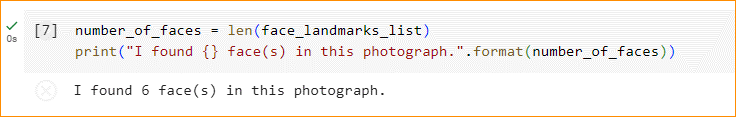 [7] number_of_faces = len(face_landmarks_list)
0s print("I found {} face(s) in this photograph.".format(number_of_faces))
I found 6 face(s) in this photograph.